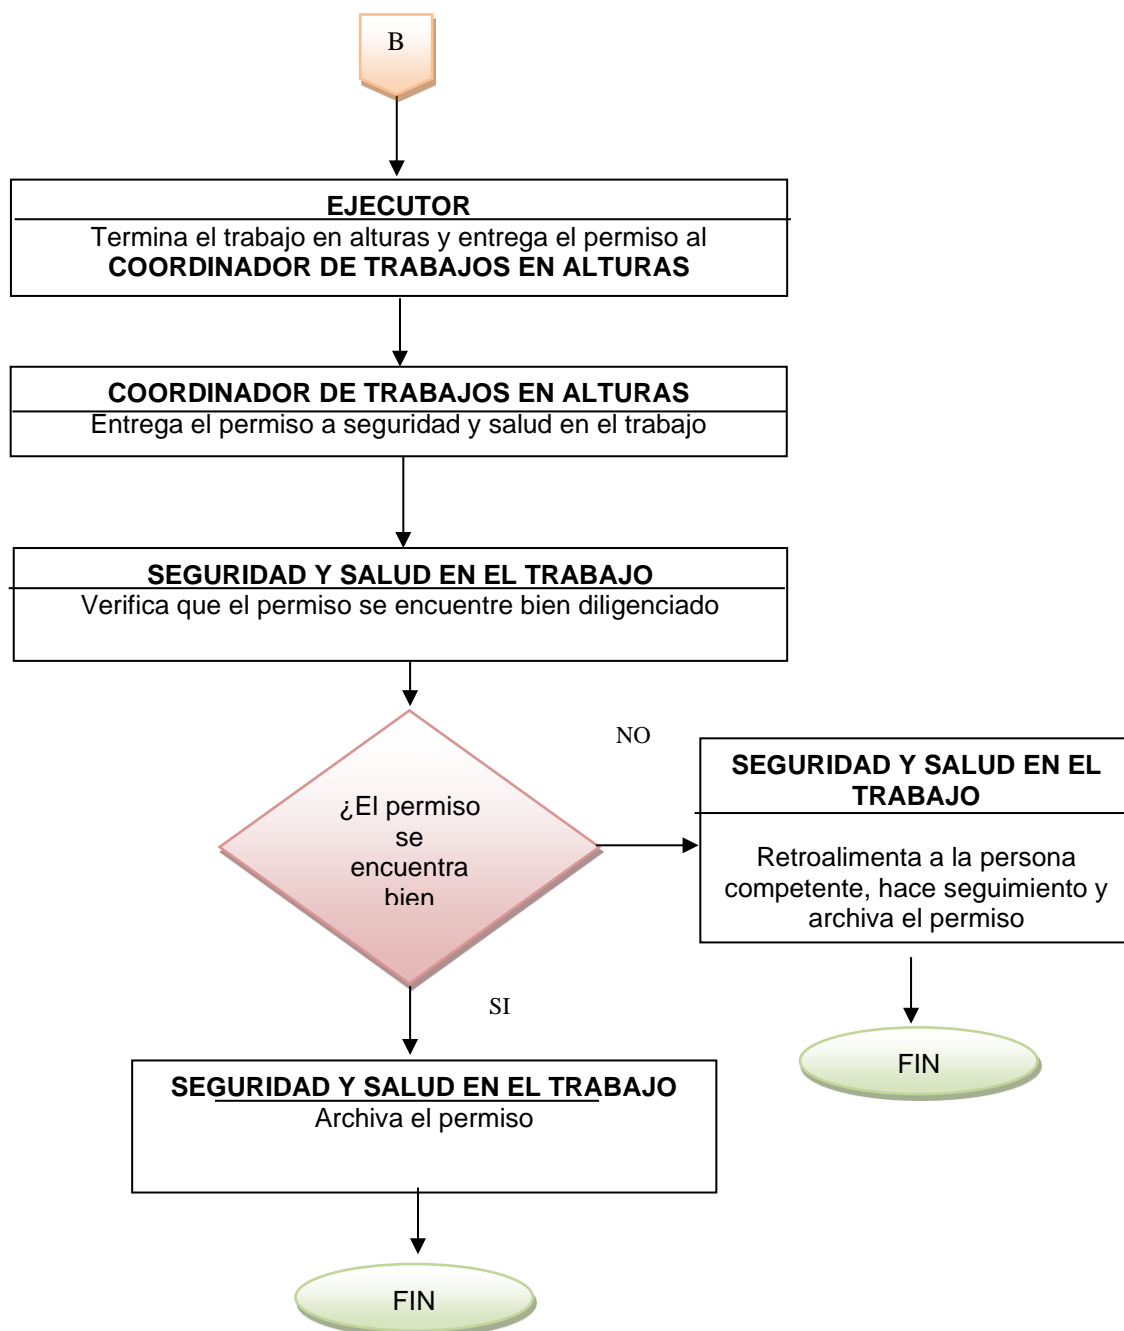 B
EJECUTOR
Termina el trabajo en alturas y entrega el permiso al
COORDINADOR DE TRABAJOS EN ALTURAS
COORDINADOR DE TRABAJOS EN ALTURAS
Entrega el permiso a seguridad y salud en el trabajo
SEGURIDAD Y SALUD EN EL TRABAJO
Verifica que el permiso se encuentre bien diligenciado
¿El permiso
se
encuentra
bien
NO
SEGURIDAD Y SALUD EN EL
TRABAJO
Retroalimenta a la persona
competente, hace seguimiento y
archiva el permiso
FIN
SI
SEGURIDAD Y SALUD EN EL TRABAJO
Archiva el permiso
FIN